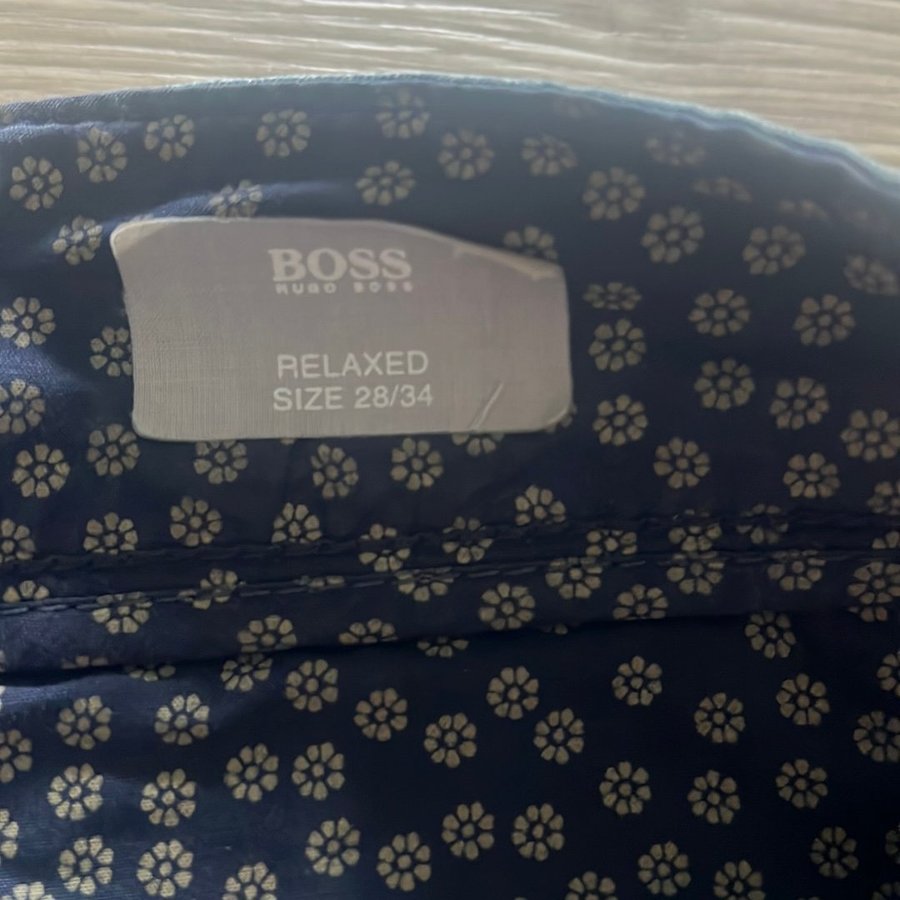 BOSS
HUGO BOSS
RELAXED
SIZE 28/34